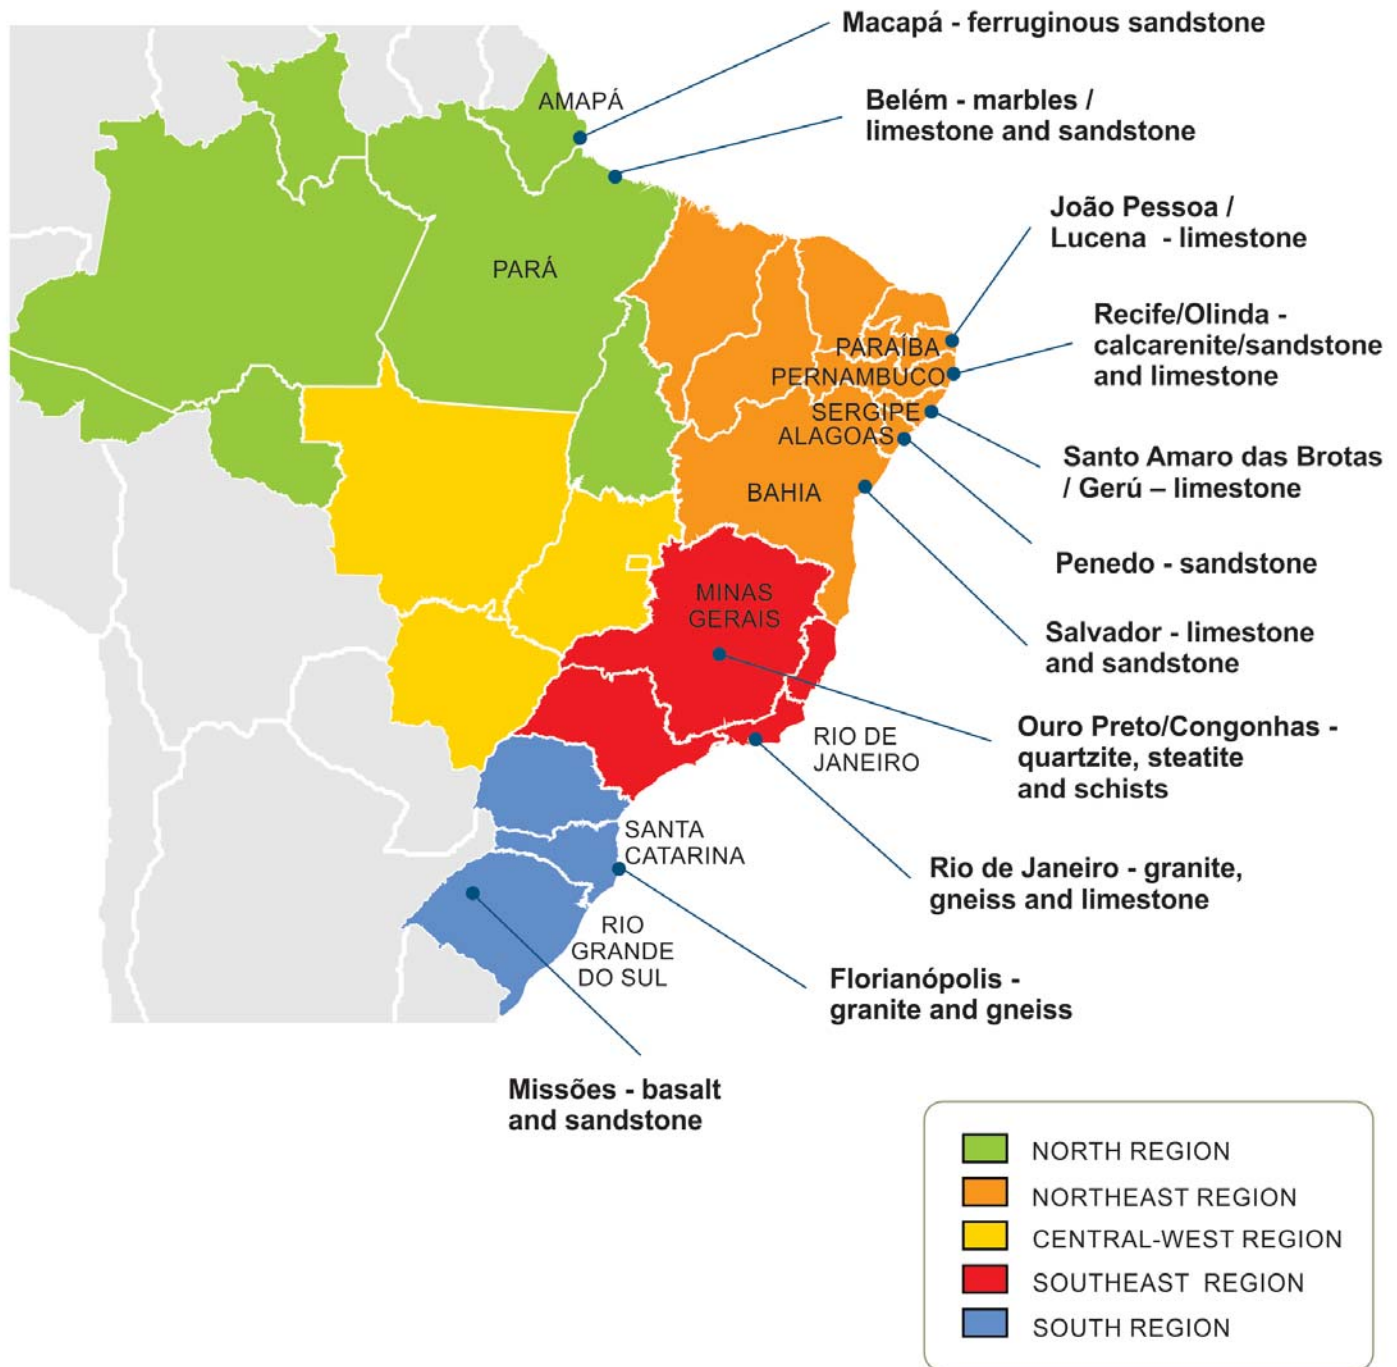 Macapá - ferruginous sandstone
AMAPÁ
Belém - marbles /
limestone and sandstone
João Pessoa /
Lucena - limestone
PARÁ
Recife/Olinda -
calcarenite/sandstone
and limestone
PARAÍBA
PERNAMBUCO
SERGIPE
ALAGOAS
Santo Amaro das Brotas
/ Gerú – limestone
BAHIA
Penedo - sandstone
MINAS
GERAIS
Salvador - limestone
and sandstone
Ouro Preto/Congonhas -
quartzite, steatite
and schists
RIO DE
JANEIRO
SANTA
CATARINA
Rio de Janeiro - granite,
gneiss and limestone
RIO
GRANDE
DO SUL
Florianópolis -
granite and gneiss
Missões - basalt
and sandstone
NORTH REGION
NORTHEAST REGION
CENTRAL-WEST REGION
SOUTHEAST REGION
SOUTH REGION